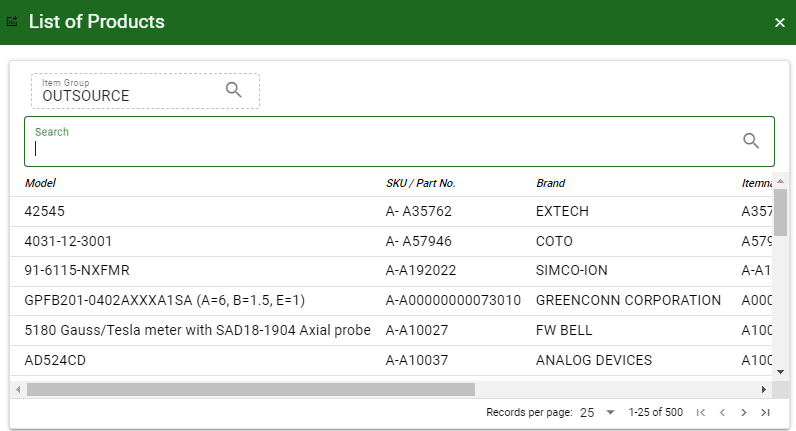 List of Products
Item Group
OUTSOURCE
Search
Model SKU / Part No. Brand Itemna
42545 A- A35762 EXTECH A357
4031-12-3001 A- A57946 COTO A579
91-6115-NXFMR A-A192022 SIMCO-ION A-A1
GPFB201-0402AXXXA1SA (A=6, B=1.5, E=1) A-A00000000073010 GREENCONN CORPORATION A000
5180 Gauss/Tesla meter with SAD18-1904 Axial probe A-A10027 FW BELL A100
AD524CD A-A10037 ANALOG DEVICES A100
Records per page: 25 1-25 of 500